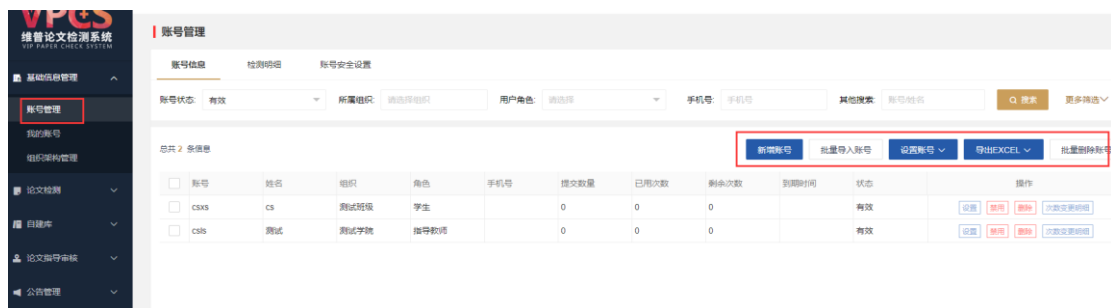 VPCS
维普论文检测系统
VIP PAPER CHECK SYSTEM
基础信息管理
账号管理
我的账号
组织架构管理
论文检测
自建库
论文指导审核
公告管理
账号管理
账号信息 检测明细 账号安全设置
账号状态: 有效 所属组织: 请选择组织 用户角色: 请选择 手机号: 手机号 其他搜索: 账号/姓名 搜索 更多筛选
总共 2 条信息 新增账号 批量导入账号 设置账号 导出EXCEL 批量删除账号
账号 姓名 组织 角色 手机号 提交数量 已用次数 剩余次数 到期时间 状态 操作
csxs cs 测试班级 学生 0 0 0 有效 设置 禁用 删除 次数变更明细
csls 测试 测试学院 指导教师 0 0 0 有效 设置 禁用 删除 次数变更明细